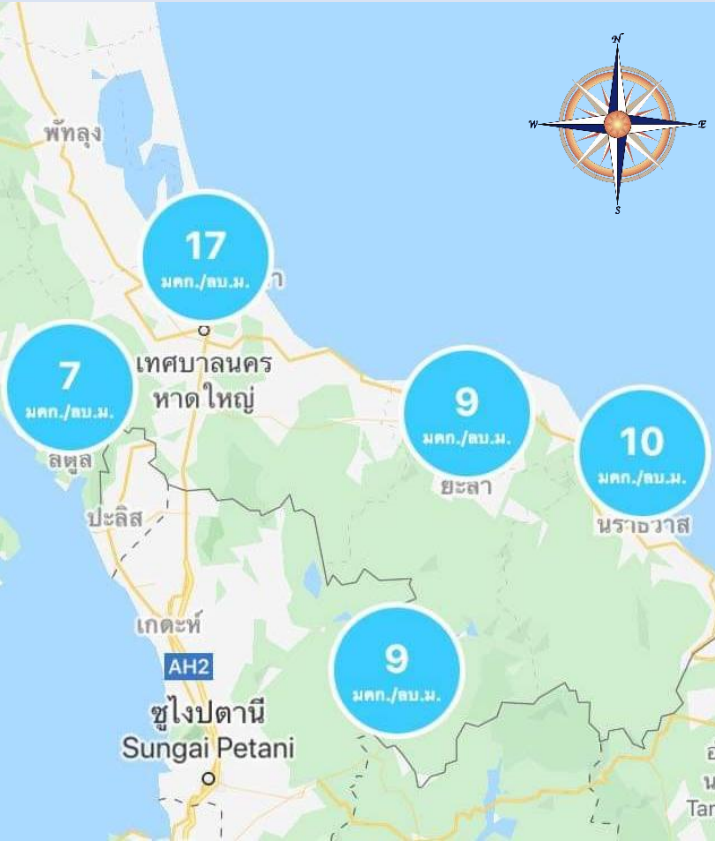 N
W
E
S
พัทลุง
17
มคก./ลบ.ม.
า
7
มคก./ลบ.ม.
เทศบาลนคร
หาดใหญ่
9
มคก./ลบ.ม.
10
มคก./ลบ.ม.
สตูล
ยะลา
ปะลิส
นราธิวาส
เกดะห์
9
มคก./ลบ.ม.
AH2
ซูไงปตานี
Sungai Petani
Tar